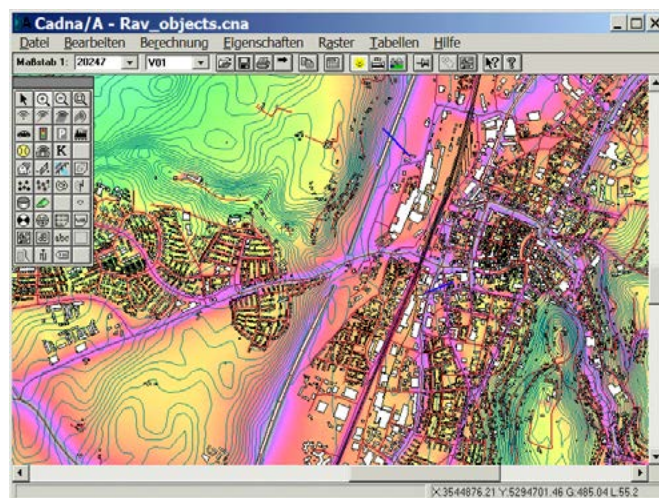 Cadna/A - Rav_objects.cna
Datei Bearbeiten Berechnung Eigenschaften Raster Tabellen Hilfe
Maßstab 1: 20247 V01
K
abc
X:3544876.21 Y:5294701.46 G:485.04 L:55.2